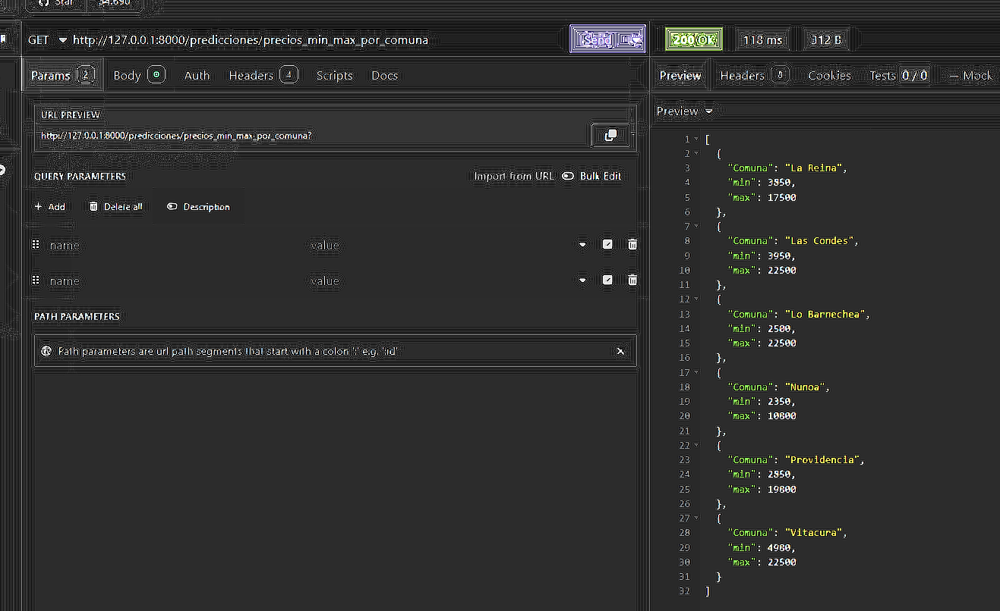 Star
34.690
GET http://127.0.0.1:8000/predicciones/precios_min_max_por_comuna
Send
200 OK 118 ms 312 B
Params 2 Body Auth Headers 4 Scripts Docs
URL PREVIEW
http://127.0.0.1:8000/predicciones/precios_min_max_por_comuna?
QUERY PARAMETERS Import from URL Bulk Edit
+ Add Delete all Description
name value
name value
PATH PARAMETERS
Path parameters are url path segments that start with a colon ':' e.g. ':id'
Preview Headers Cookies Tests 0 / 0 Mock
Preview
1 [
2 {
3 "Comuna": "La Reina",
4 "min": 3850,
5 "max": 17500
6 },
7 {
8 "Comuna": "Las Condes",
9 "min": 3950,
10 "max": 22500
11 },
12 {
13 "Comuna": "Lo Barnechea",
14 "min": 2500,
15 "max": 22500
16 },
17 {
18 "Comuna": "Nunoa",
19 "min": 2350,
20 "max":
21 },
22 {
23 "Comuna": "Providencia",
24 "min": 2850,
25 "max":
26 },
27 {
28 "Comuna": "Vitacura",
29 "min":
30 "max": 22500
31 }
32 ]